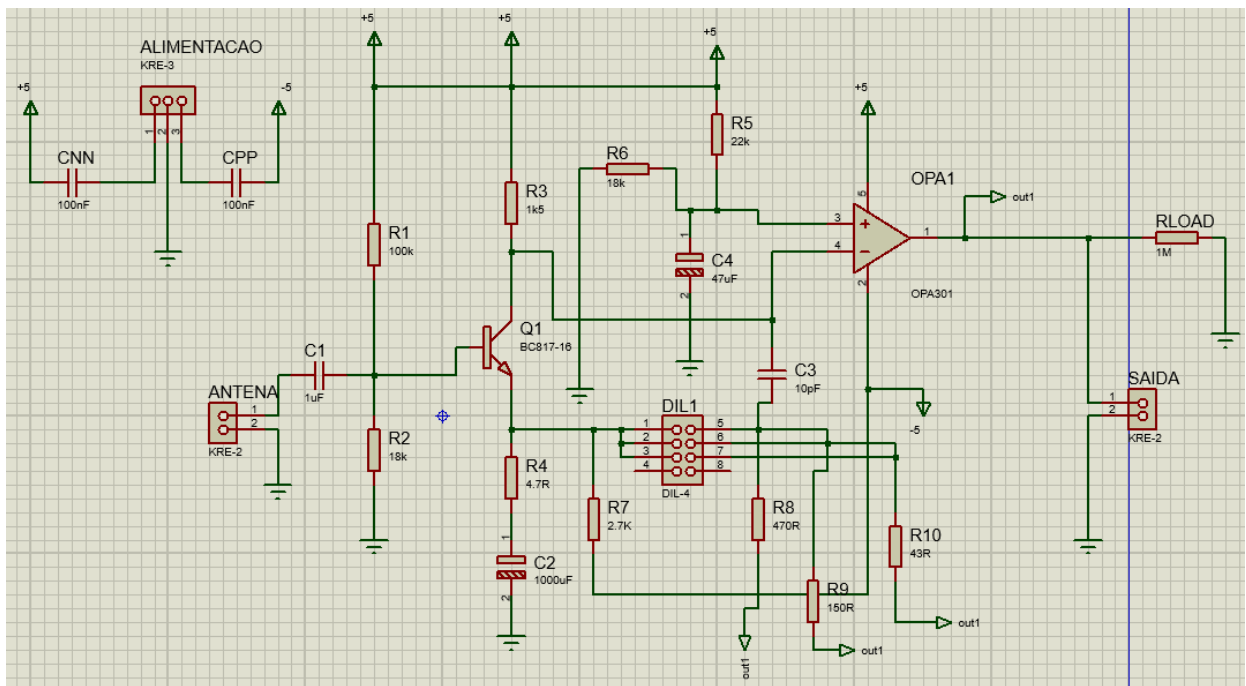 +5
+5
+5
ALIMENTACAO
KRE-3
+5
-5
+5
1
2
3
CNN
100nF
CPP
100nF
R5
22k
R6
18k
R3
1k5
OPA1
5
3
4
1
2
OPA301
out1
RLOAD
1M
R1
100k
1
C4
47uF
2
Q1
BC817-16
C1
1uF
C3
10pF
ANTENA
1
2
KRE-2
-5
SAIDA
1
2
KRE-2
DIL1
1
2
3
4
5
6
7
8
DIL-4
R2
18k
R4
4.7R
R7
2.7K
R8
470R
R10
43R
1
C2
1000uF
2
R9
150R
out1
out1
out1